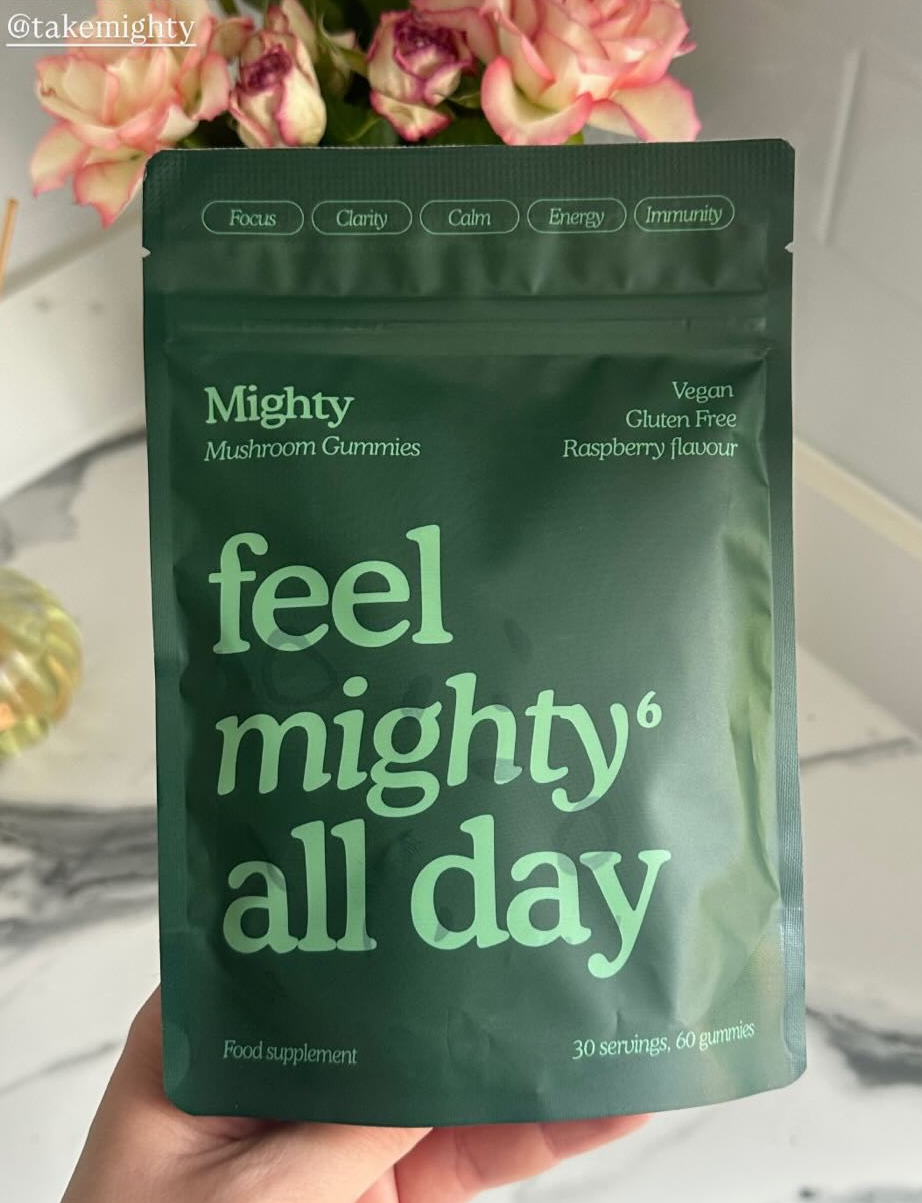 @takemighty
Focus Clarity Calm Energy Immunity
Mighty
Mushroom Gummies
Vegan
Gluten Free
Raspberry flavour
feel
mighty⁶
all day
Food supplement
30 servings, 60 gummies